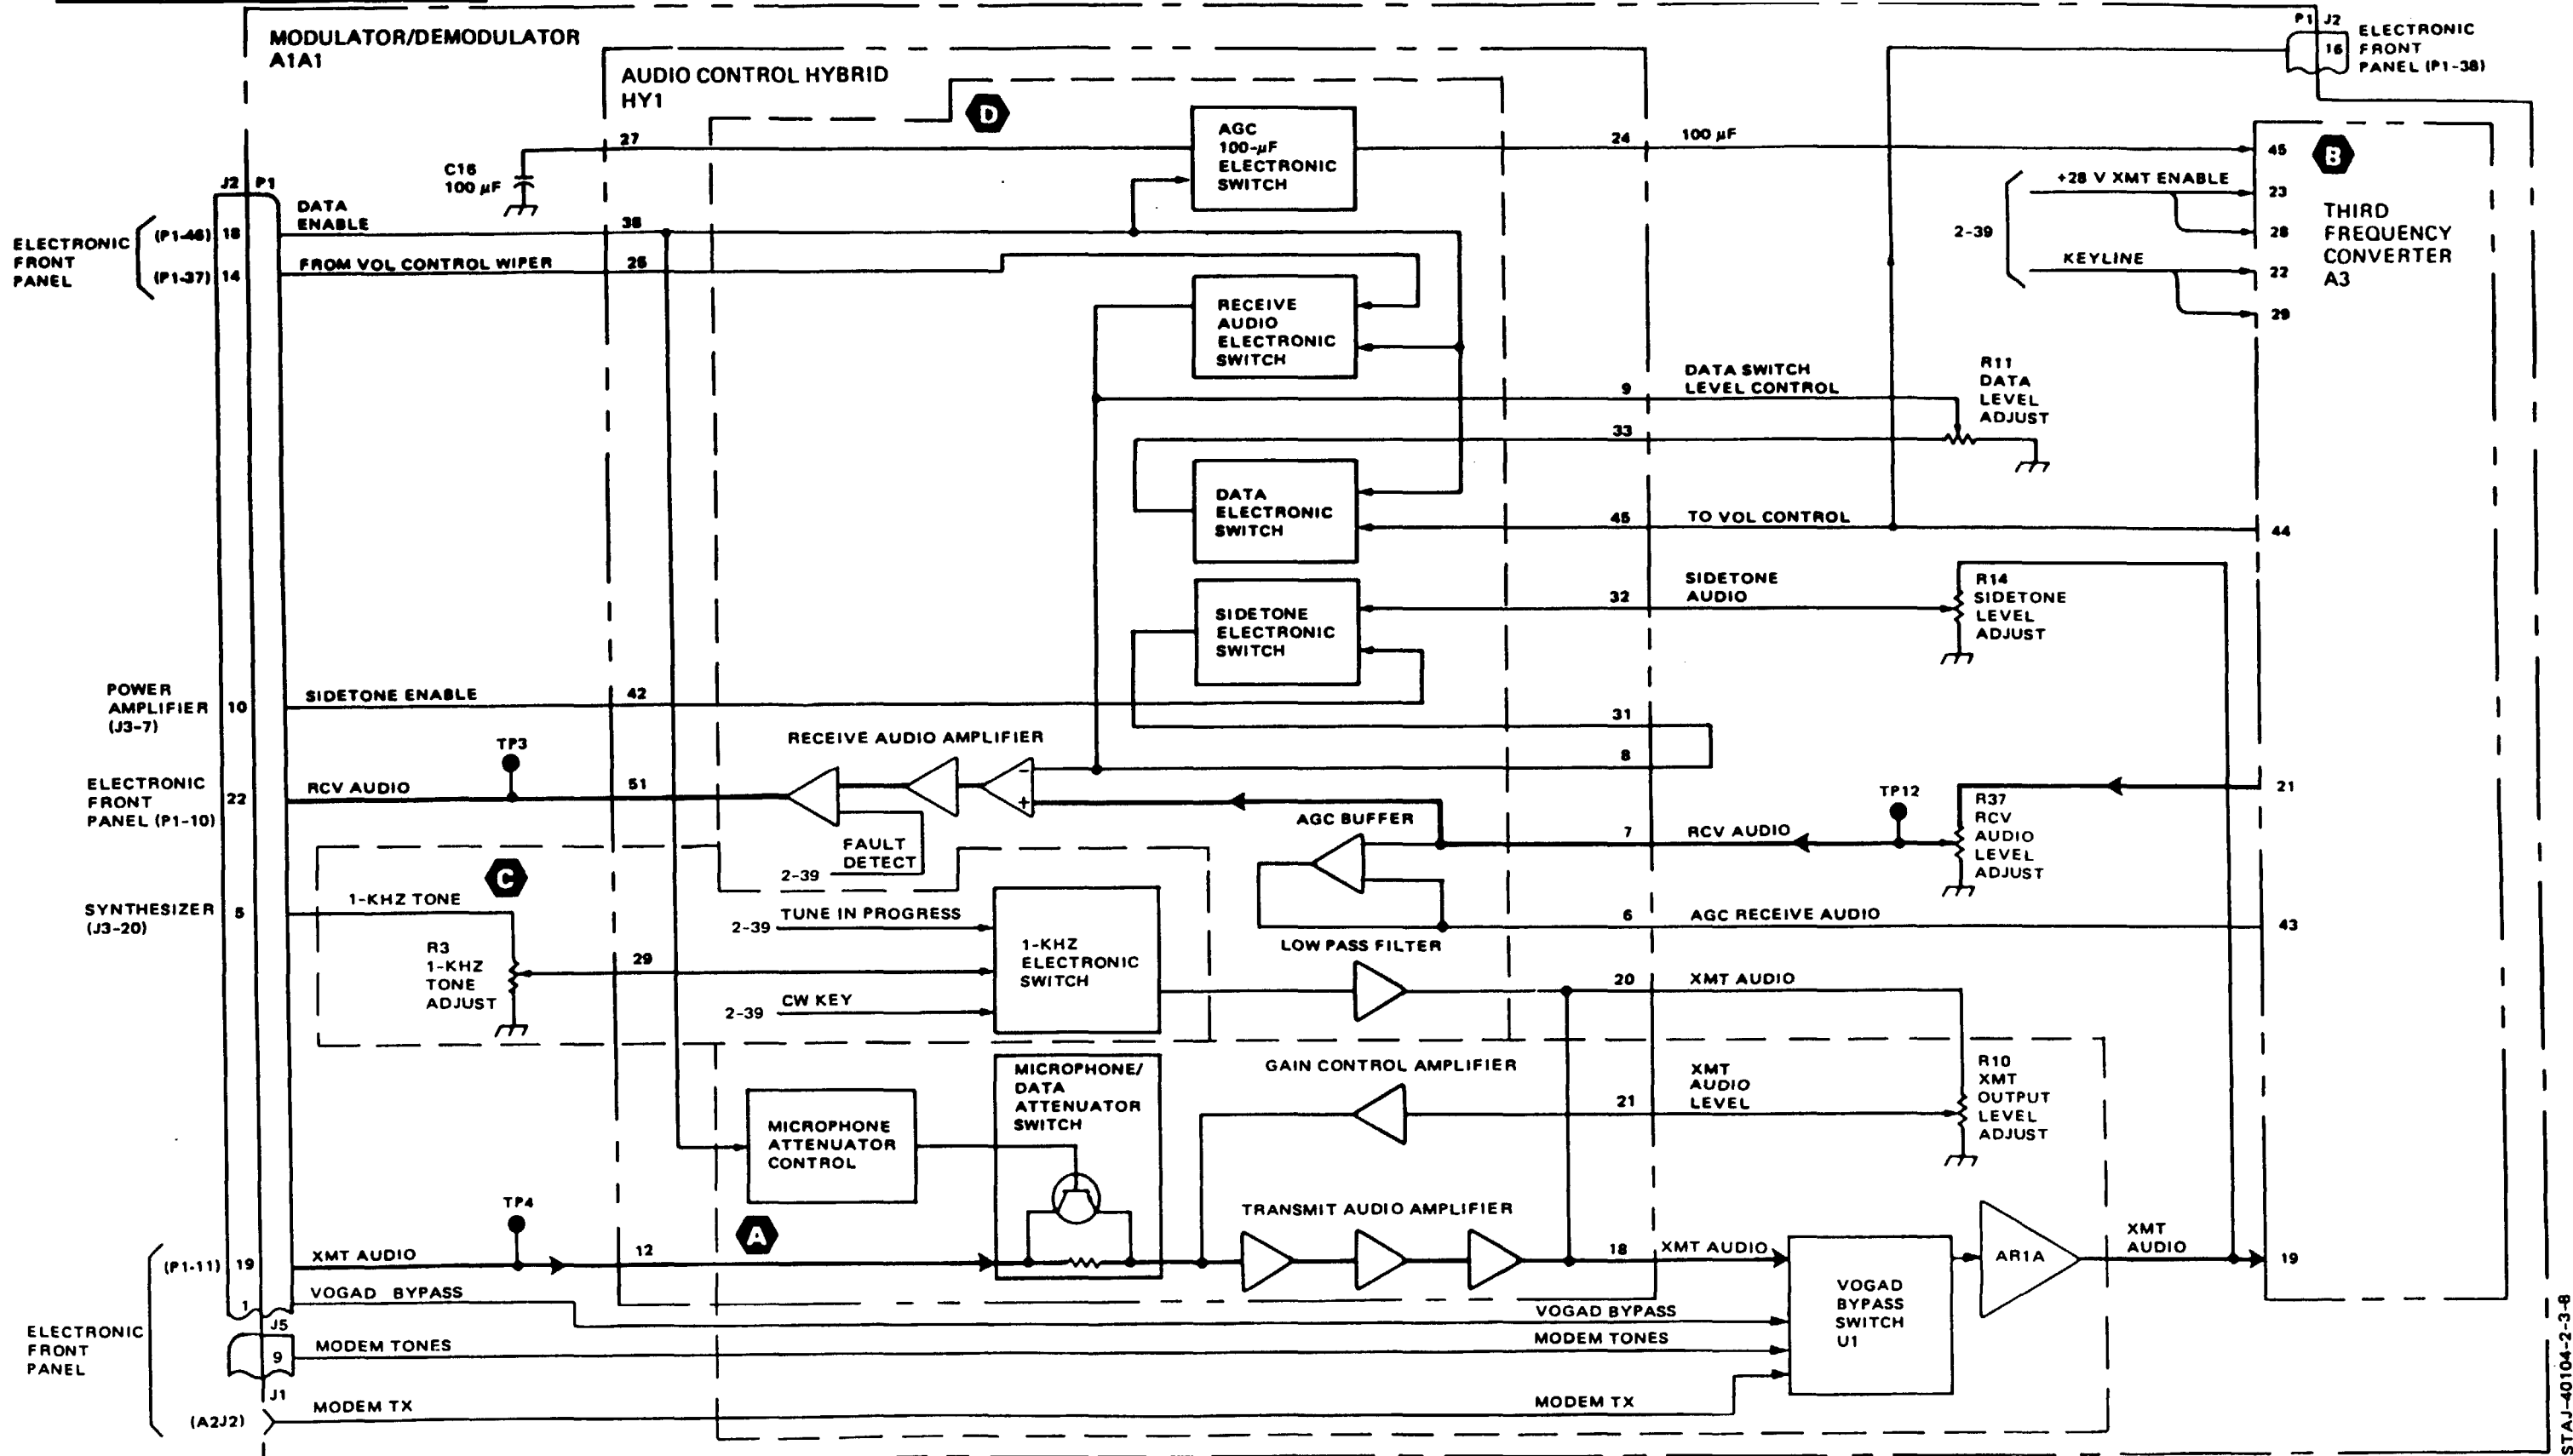 MODULATOR/DEMODULATOR
A1A1
AUDIO CONTROL HYBRID
HY1
P1 J2
16
ELECTRONIC
FRONT
PANEL (P1-38)
D
AGC
100-µF
ELECTRONIC
SWITCH
27
C16
100 µF
24
100 µF
45
B
+28 V XMT ENABLE
23
28
2-39
KEYLINE
22
29
THIRD
FREQUENCY
CONVERTER
A3
J2 P1
ELECTRONIC
FRONT
PANEL
(P1-46) 18
DATA
ENABLE
38
(P1-37) 14
FROM VOL CONTROL WIPER
RECEIVE
AUDIO
ELECTRONIC
SWITCH
9
DATA SWITCH
LEVEL CONTROL
R11
DATA
LEVEL
ADJUST
33
DATA
ELECTRONIC
SWITCH
45
TO VOL CONTROL
44
SIDETONE
ELECTRONIC
SWITCH
32
SIDETONE
AUDIO
R14
SIDETONE
LEVEL
ADJUST
POWER
AMPLIFIER
(J3-7)
10
SIDETONE ENABLE
42
31
8
RECEIVE AUDIO AMPLIFIER
TP3
ELECTRONIC
FRONT
PANEL (P1-10)
22
RCV AUDIO
51
-
+
FAULT
DETECT
2-39
AGC BUFFER
7
RCV AUDIO
TP12
R37
RCV
AUDIO
LEVEL
ADJUST
21
C
SYNTHESIZER
(J3-20)
5
1-KHZ TONE
R3
1-KHZ
TONE
ADJUST
29
TUNE IN PROGRESS
2-39
CW KEY
2-39
1-KHZ
ELECTRONIC
SWITCH
6
AGC RECEIVE AUDIO
43
LOW PASS FILTER
20
XMT AUDIO
GAIN CONTROL AMPLIFIER
21
XMT
AUDIO
LEVEL
R10
XMT
OUTPUT
LEVEL
ADJUST
MICROPHONE
ATTENUATOR
CONTROL
MICROPHONE/
DATA
ATTENUATOR
SWITCH
TRANSMIT AUDIO AMPLIFIER
A
TP4
(P1-11) 19
XMT AUDIO
12
18
XMT AUDIO
VOGAD
BYPASS
SWITCH
U1
AR1A
XMT
AUDIO
19
1
VOGAD BYPASS
VOGAD BYPASS
ELECTRONIC
FRONT
PANEL
J5
9
MODEM TONES
MODEM TONES
J1
(A2J2)
MODEM TX
MODEM TX
STAJ-40104-2-3-8